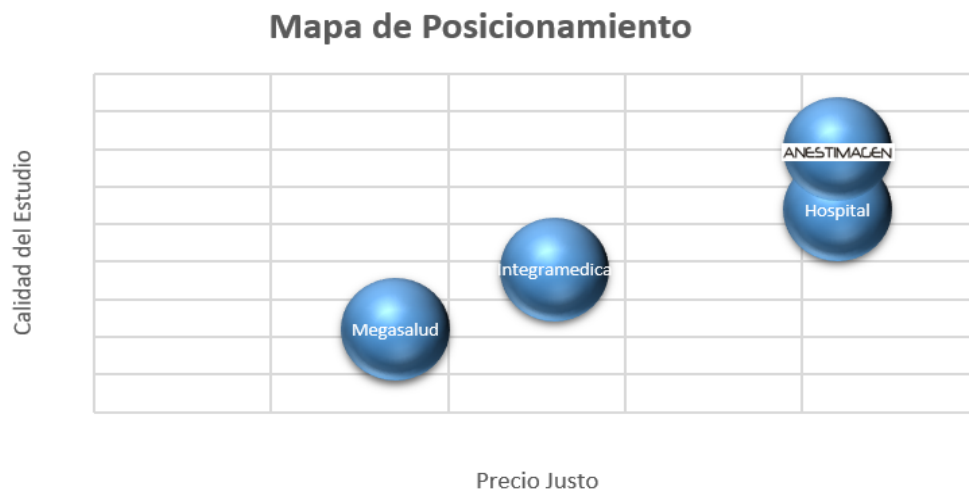 Mapa de Posicionamiento
Calidad del Estudio
ANESTIMAGEN
Hospital
Integramedica
Megasalud
Precio Justo